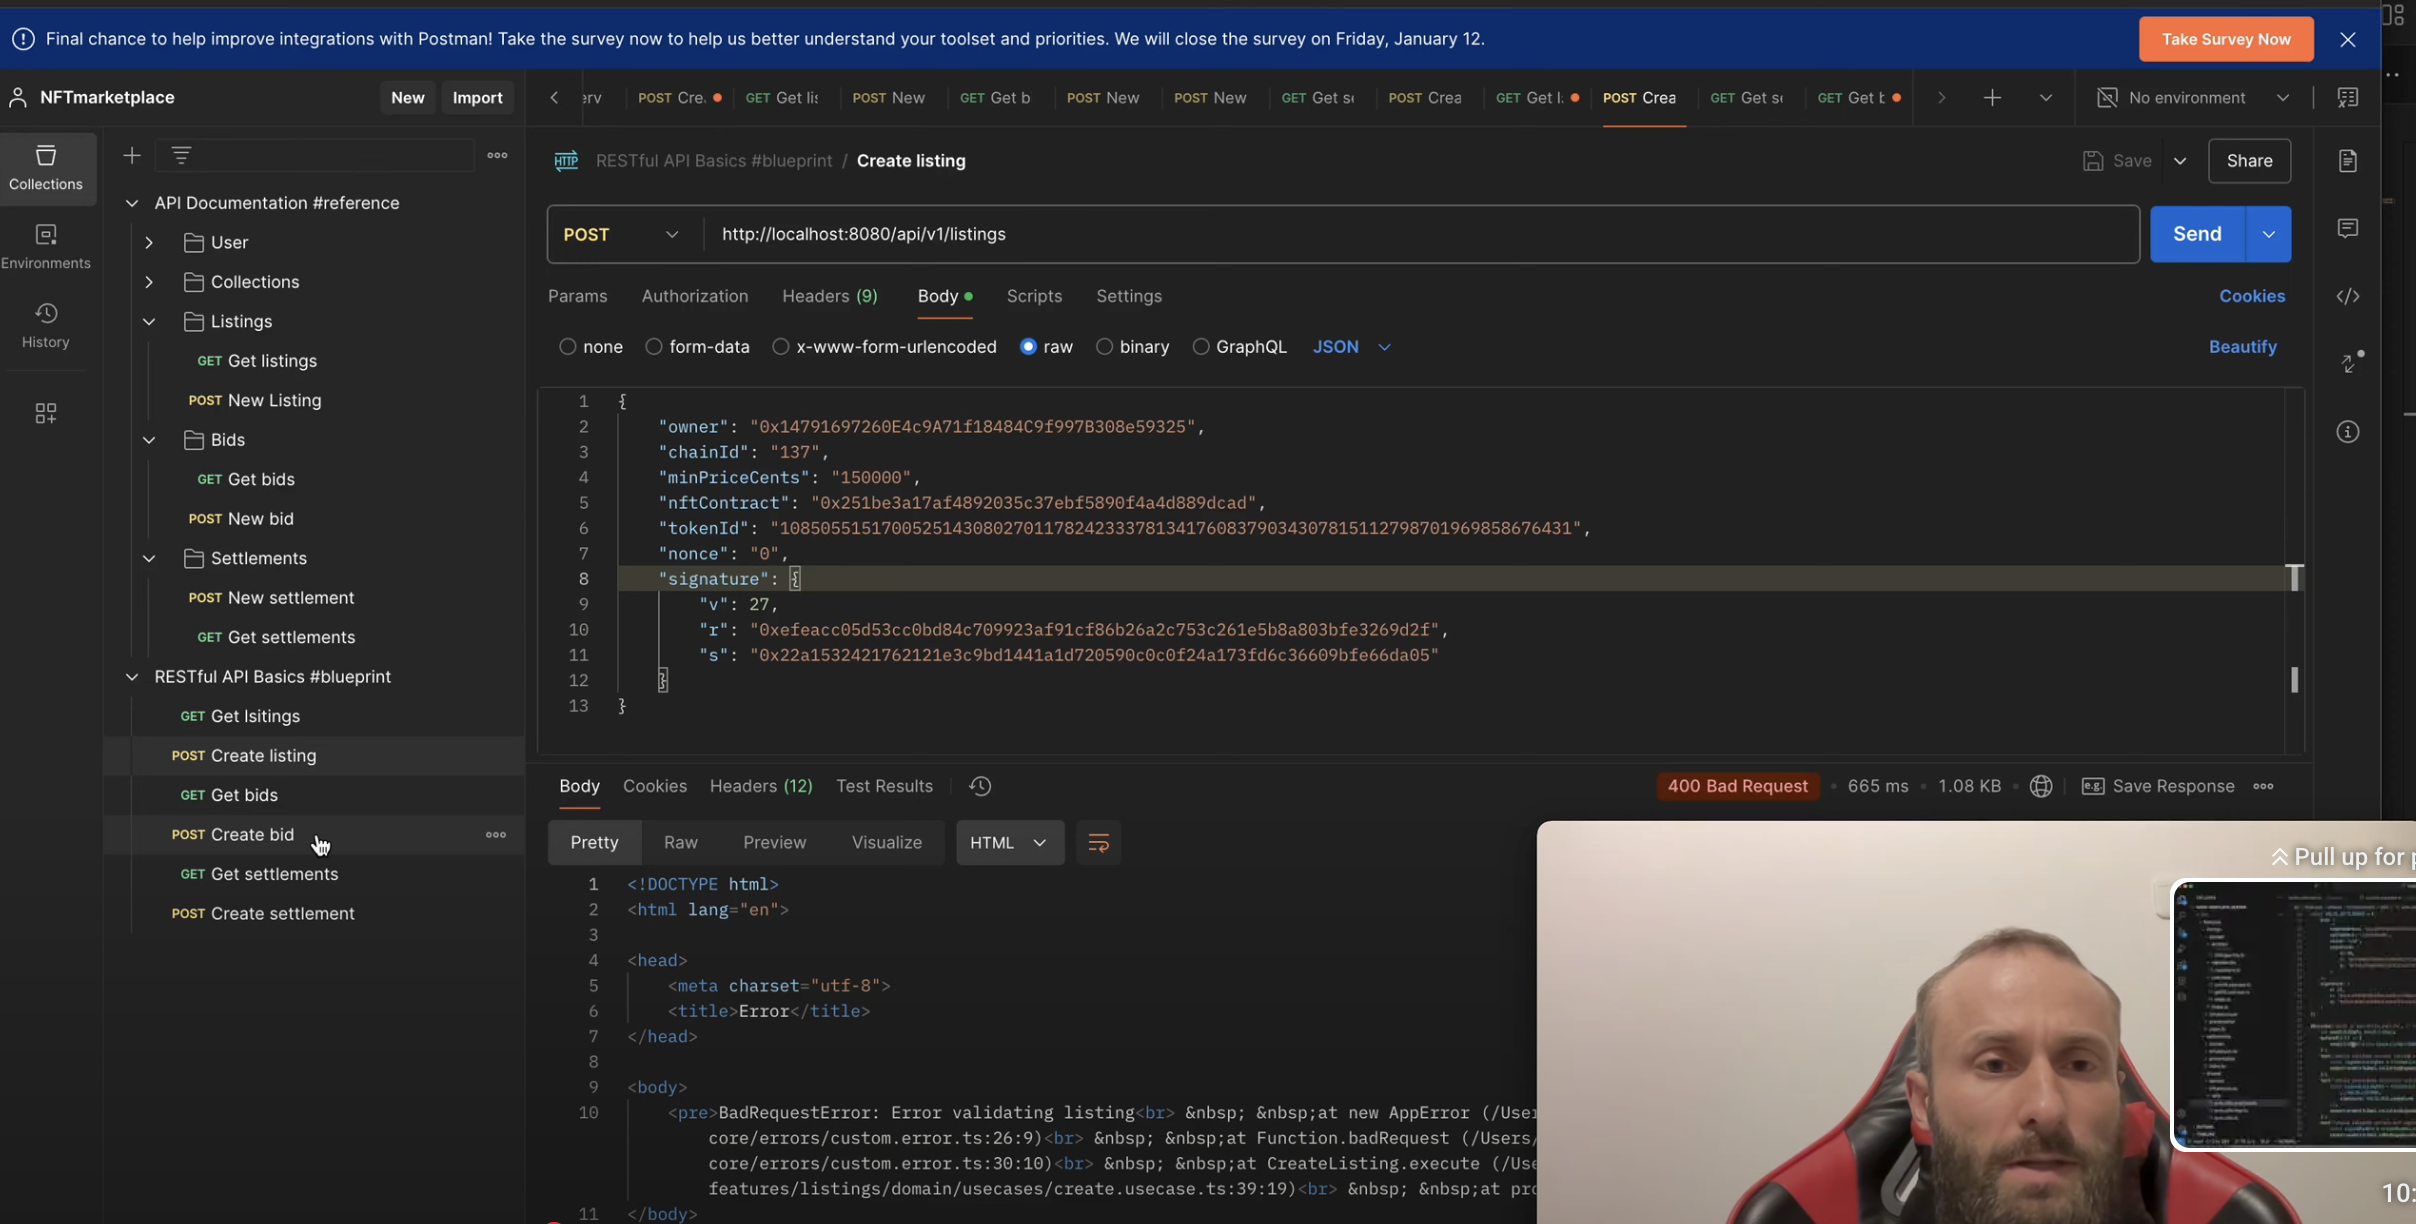 Final chance to help improve integrations with Postman! Take the survey now to help us better understand your toolset and priorities. We will close the survey on Friday, January 12.
Take Survey Now
NFTmarketplace
New
Import
erv
POST Cre.
GET Get lis
POST New
GET Get b
POST New
POST New
GET Get se
POST Crea
GET Get l.
POST Crea
GET Get se
GET Get b
No environment
Collections
Environments
History
API Documentation #reference
User
Collections
Listings
GET Get listings
POST New Listing
Bids
GET Get bids
POST New bid
Settlements
POST New settlement
GET Get settlements
RESTful API Basics #blueprint
GET Get lsitings
POST Create listing
GET Get bids
POST Create bid
GET Get settlements
POST Create settlement
HTTP RESTful API Basics #blueprint / Create listing
Save
Share
POST
http://localhost:8080/api/v1/listings
Send
Params
Authorization
Headers (9)
Body
Scripts
Settings
Cookies
none
form-data
x-www-form-urlencoded
raw
binary
GraphQL
JSON
Beautify
1 {
2 "owner": "0x14791697260E4c9A71f18484C9f997B308e59325",
3 "chainId": "137",
4 "minPriceCents": "150000",
5 "nftContract": "0x251be3a17af4892035c37ebf5890f4a4d889dcad",
6 "tokenId": "108505515170052514308027011782423337813417608379034307815112798701969858676431",
7 "nonce": "0",
8 "signature": {
9 "v": 27,
10 "r": "0xefeacc05d53cc0bd84c709923af91cf86b26a2c753c261e5b8a803bfe3269d2f",
11 "s": "0x22a1532421762121e3c9bd1441a1d720590c0c0f24a173fd6c36609bfe66da05"
12 }
13 }
Body
Cookies
Headers (12)
Test Results
400 Bad Request
665 ms
1.08 KB
e.g. Save Response
Pretty
Raw
Preview
Visualize
HTML
1 <!DOCTYPE html>
2 <html lang="en">
3
4 <head>
5 <meta charset="utf-8">
6 <title>Error</title>
7 </head>
8
9 <body>
10 <pre>BadRequestError: Error validating listing<br> &nbsp; &nbsp;at new AppError (/User
core/errors/custom.error.ts:26:9)<br> &nbsp; &nbsp;at Function.badRequest (/Users/
core/errors/custom.error.ts:30:10)<br> &nbsp; &nbsp;at CreateListing.execute (/Use
features/listings/domain/usecases/create.usecase.ts:39:19)<br> &nbsp; &nbsp;at pro
11 </body>
Pull up for p
10: